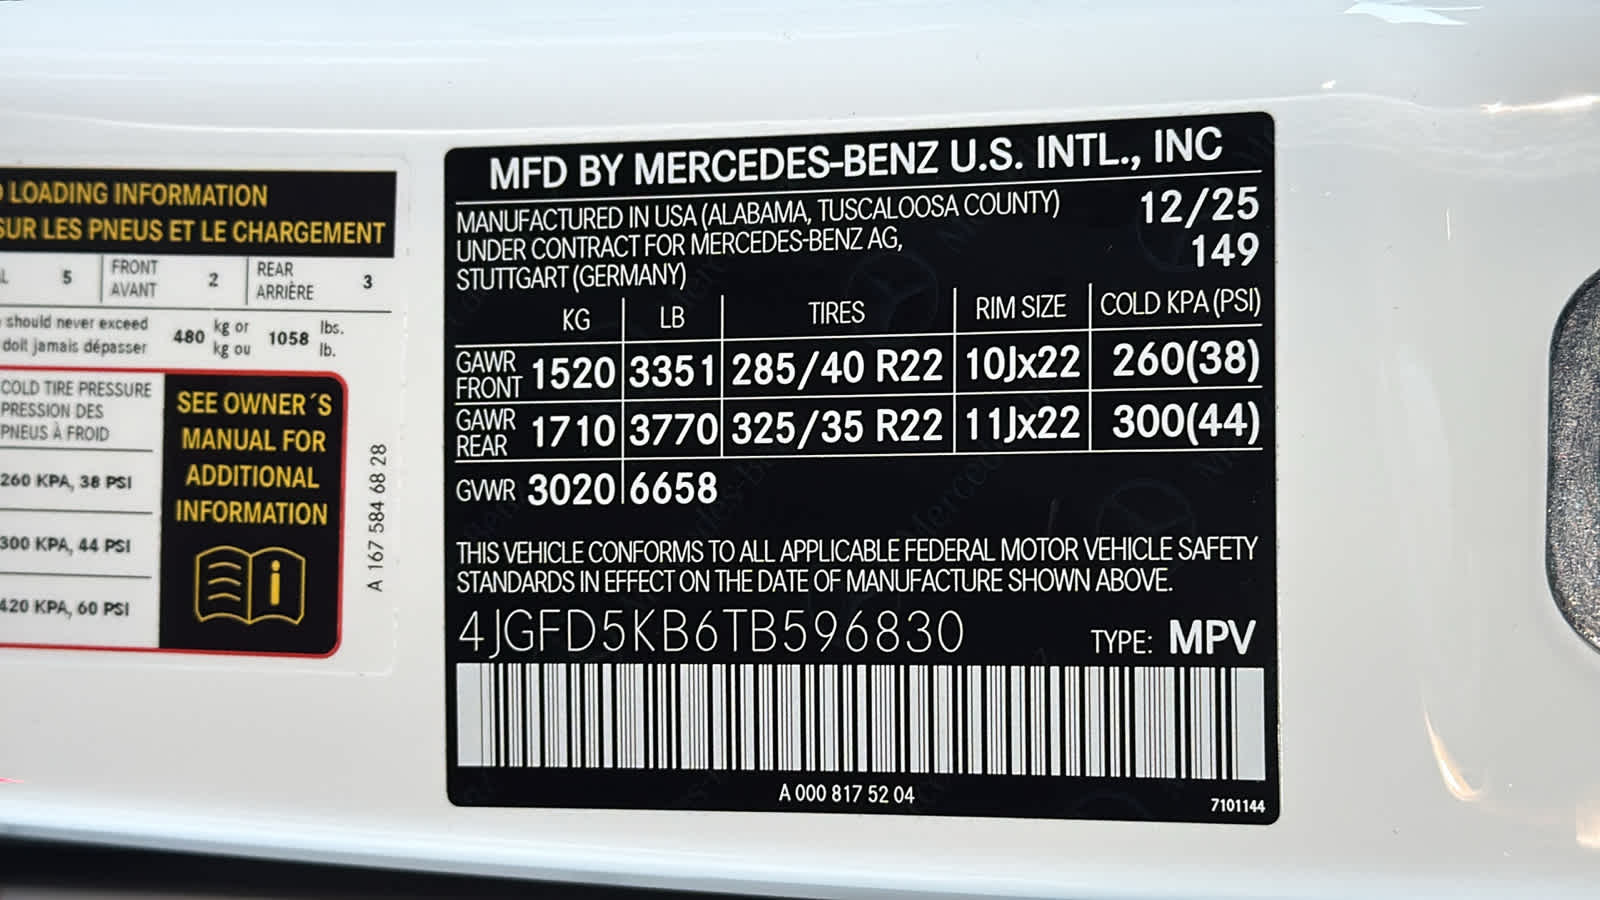 LOADING INFORMATION
SUR LES PNEUS ET LE CHARGEMENT
5 FRONT AVANT 2 REAR ARRIÈRE 3
should never exceed 480 kg or 1058 lbs.
doit jamais dépasser kg ou lb.
COLD TIRE PRESSURE
PRESSION DES
PNEUS À FROID
260 KPA, 38 PSI
300 KPA, 44 PSI
420 KPA, 60 PSI
SEE OWNER´S
MANUAL FOR
ADDITIONAL
INFORMATION
A 167 584 68 28
MFD BY MERCEDES-BENZ U.S. INTL., INC
MANUFACTURED IN USA (ALABAMA, TUSCALOOSA COUNTY) 12/25
UNDER CONTRACT FOR MERCEDES-BENZ AG, 149
STUTTGART (GERMANY)
KG LB TIRES RIM SIZE COLD KPA (PSI)
GAWR FRONT 1520 3351 285/40 R22 10Jx22 260(38)
GAWR REAR 1710 3770 325/35 R22 11Jx22 300(44)
GVWR 3020 6658
THIS VEHICLE CONFORMS TO ALL APPLICABLE FEDERAL MOTOR VEHICLE SAFETY
STANDARDS IN EFFECT ON THE DATE OF MANUFACTURE SHOWN ABOVE.
4JGFD5KB6TB596830 TYPE: MPV
A 000 817 52 04
7101144